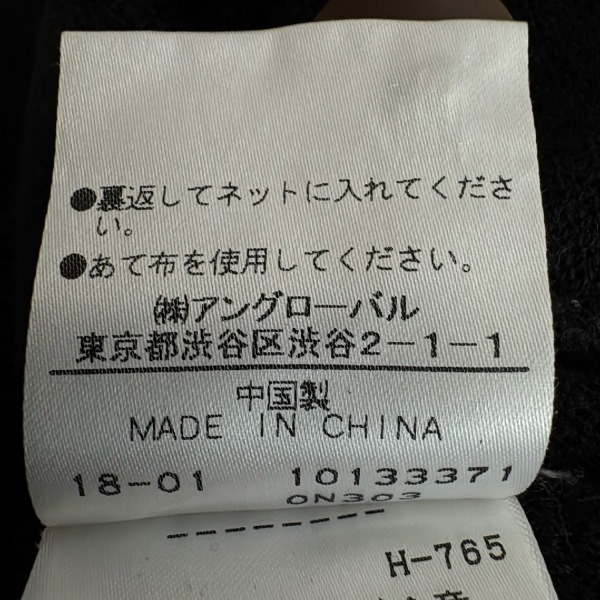 ●裏返してネットに入れてくださ
い。
●あて布を使用してください。
㈱アングローバル
東京都渋谷区渋谷2-1-1
中国製
MADE IN CHINA
18-01 10133371
0N303
--------
H-765